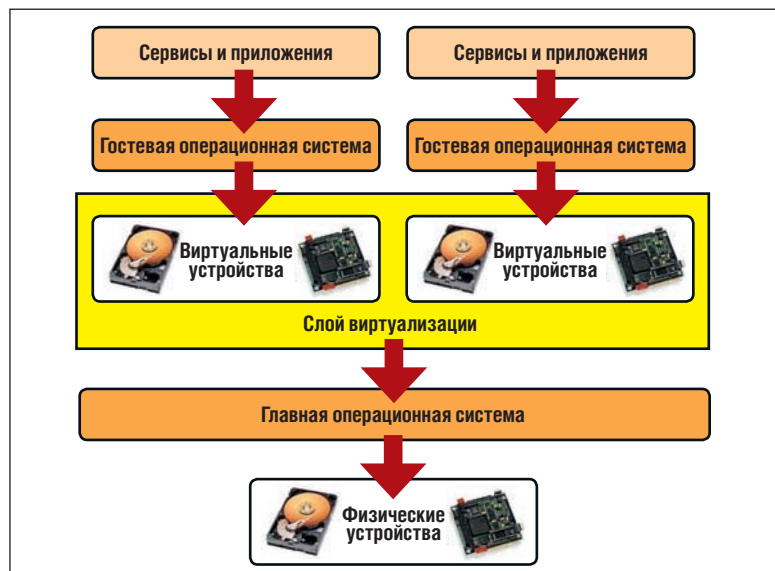 Сервисы и приложения
Сервисы и приложения
Гостевая операционная система
Гостевая операционная система
Виртуальные
устройства
Виртуальные
устройства
Слой виртуализации
Главная операционная система
Физические
устройства